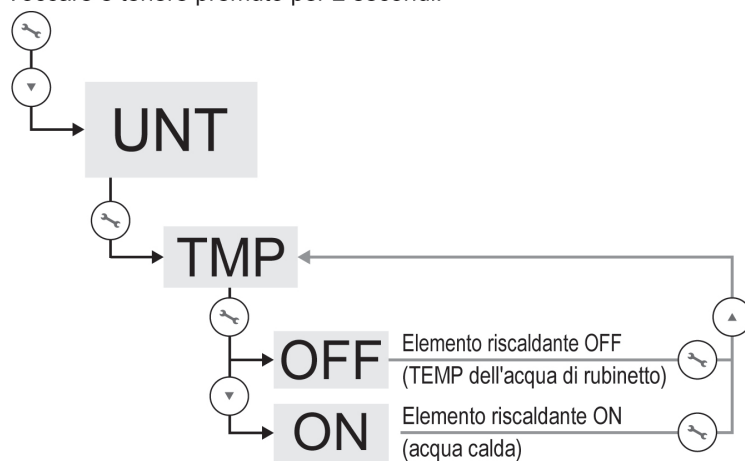 UNT
TMP
OFF
Elemento riscaldante OFF
(TEMP dell'acqua di rubinetto)
ON
Elemento riscaldante ON
(acqua calda)